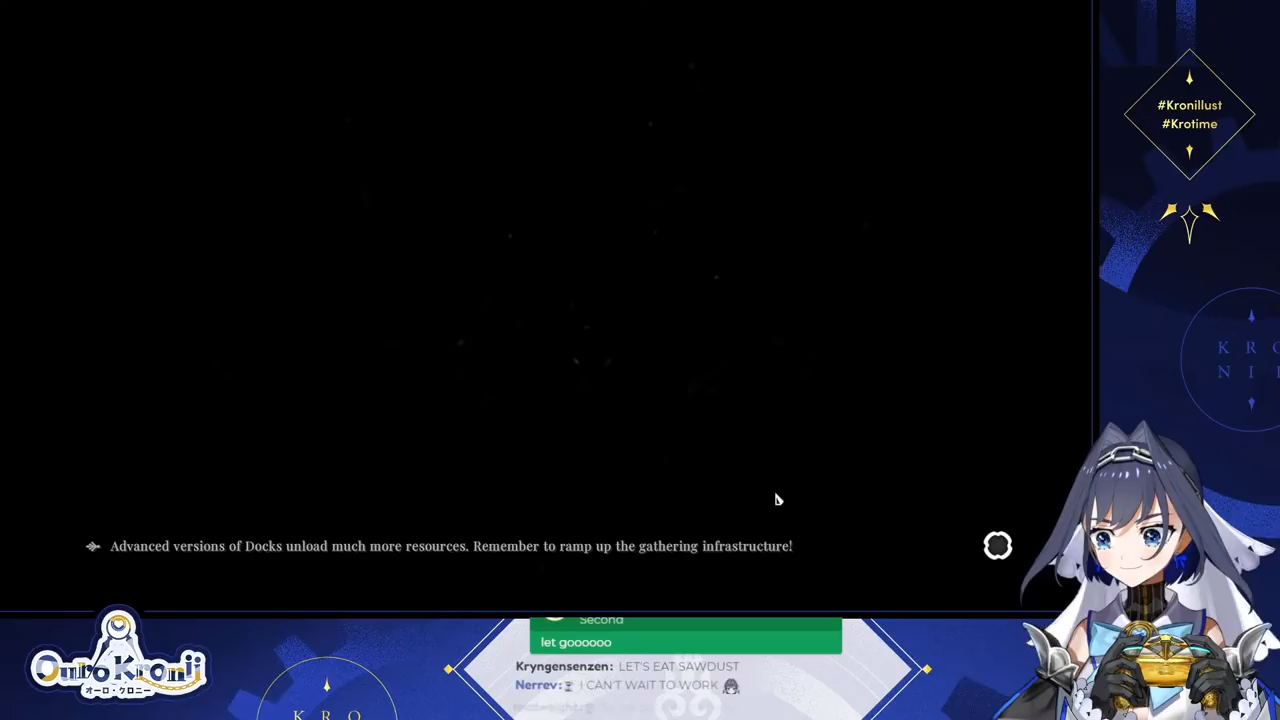 #Kronillust
#Krotime
K R O
N I
Advanced versions of Docks unload much more resources. Remember to ramp up the gathering infrastructure!
Second
let goooooo
Kryngensenzen: LET'S EAT SAWDUST
Nerrev: I CAN'T WAIT TO WORK
Ouro Kronii
オーロ・クロニー
K R O